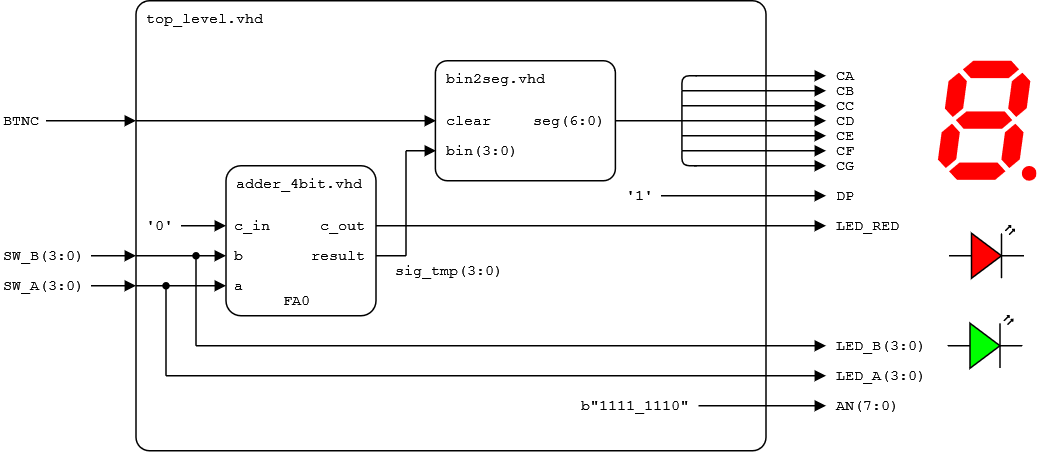 top_level.vhd
bin2seg.vhd
CA
CB
CC
BTNC
clear
seg(6:0)
CD
CE
bin(3:0)
CF
CG
adder_4bit.vhd
'1'
DP
'0'
c_in
c_out
LED_RED
SW_B(3:0)
b
result
sig_tmp(3:0)
SW_A(3:0)
a
FA0
LED_B(3:0)
LED_A(3:0)
b"1111_1110"
AN(7:0)